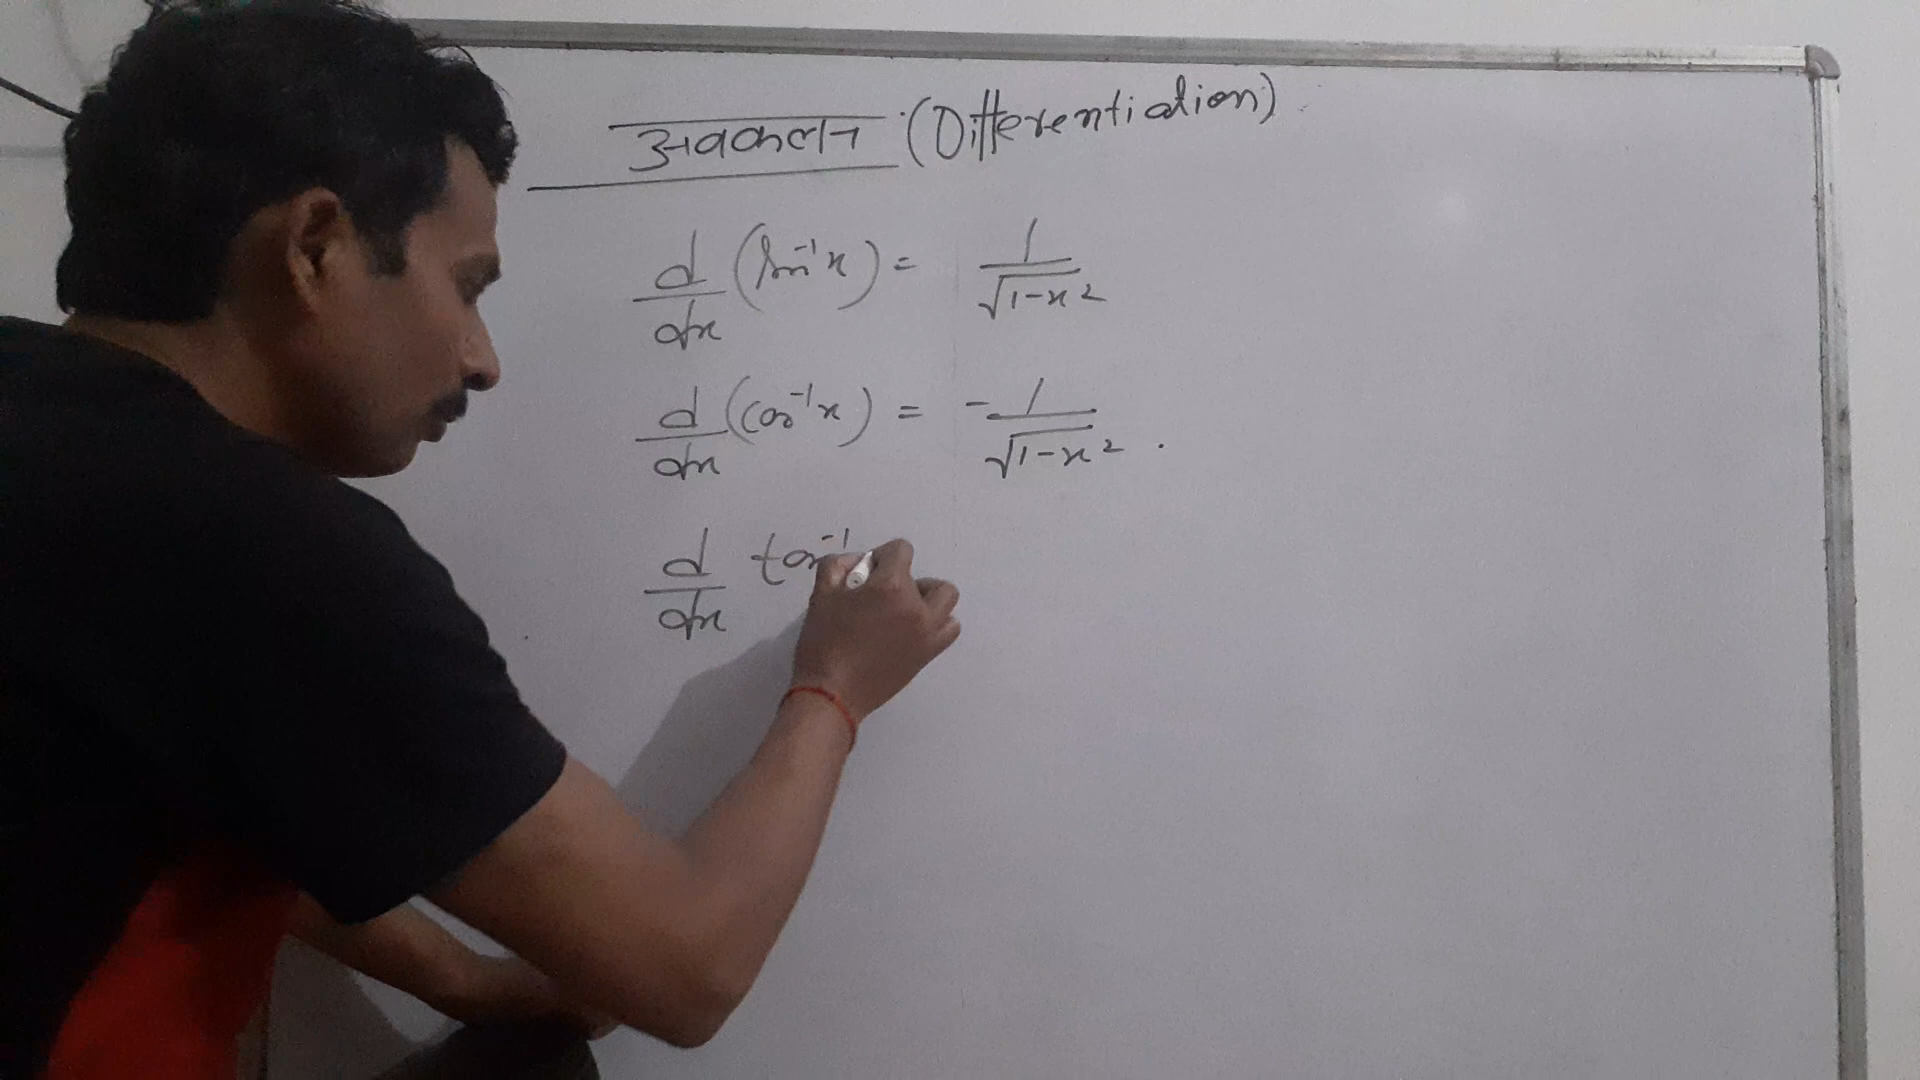 अवकलन (Differentiation)
d/dx (sin⁻¹x) = 1/√1-x²
d/dx (cos⁻¹x) = -1/√1-x² .
d/dx tan⁻¹